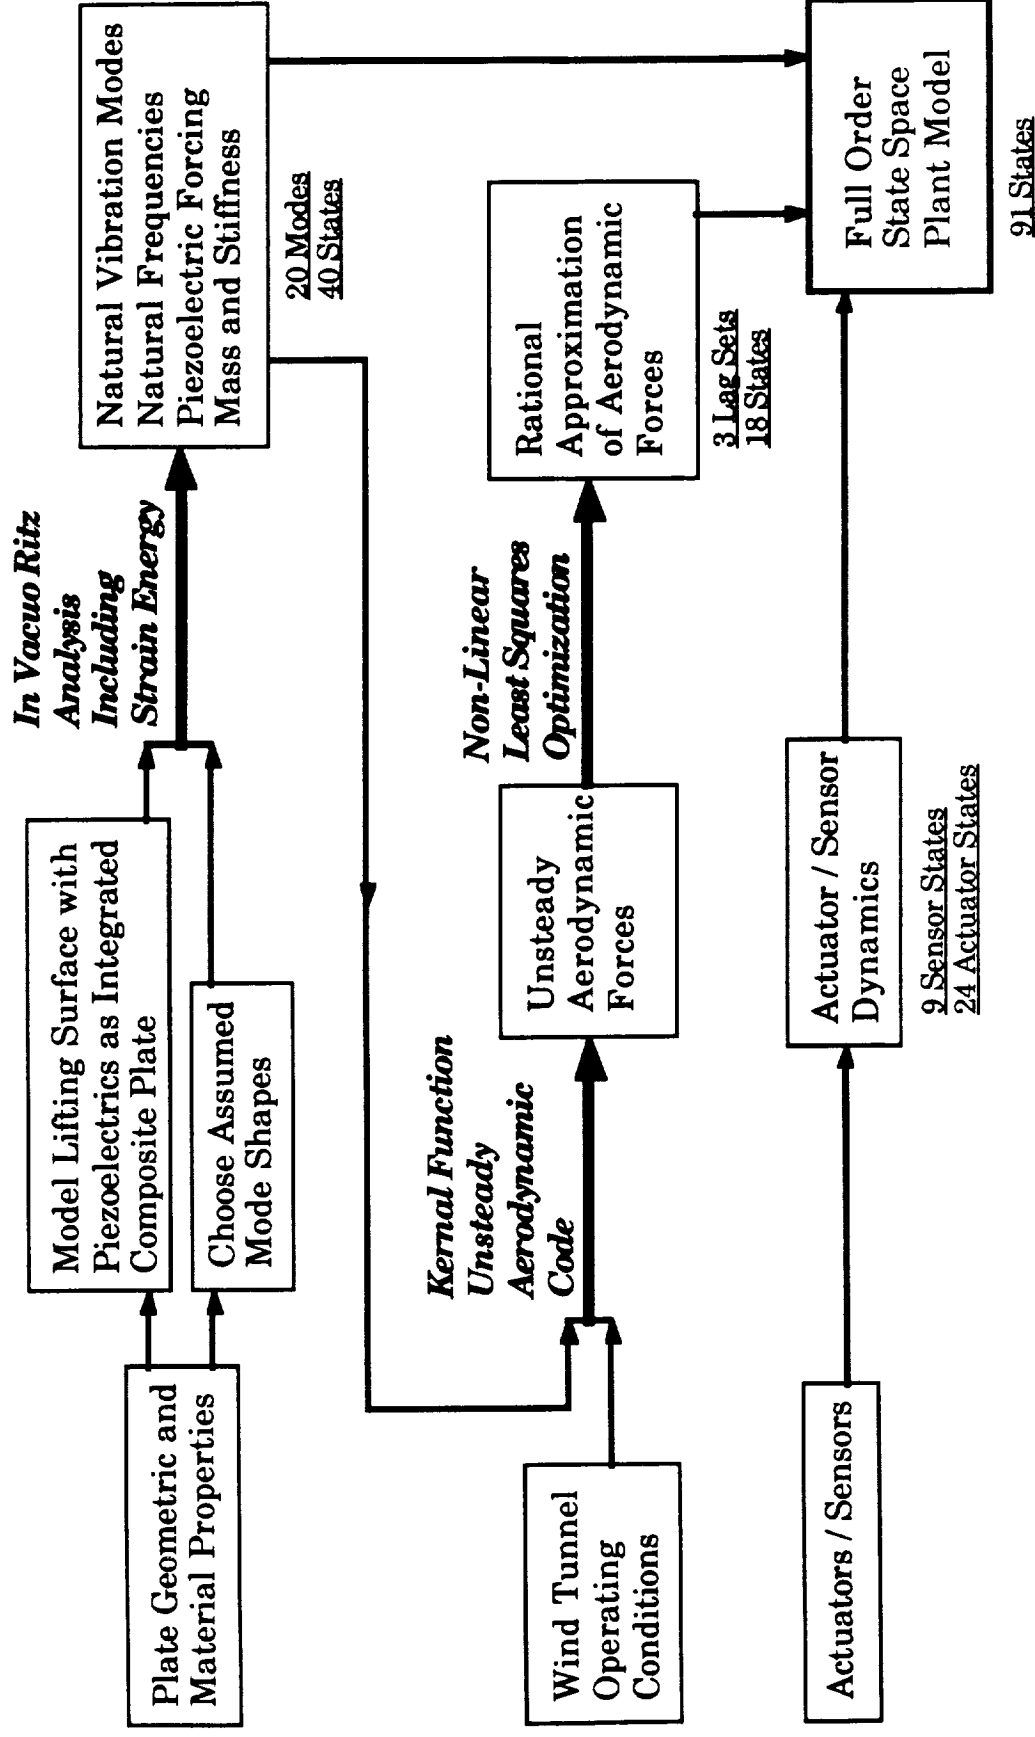 Plate Geometric and
Material Properties
Model Lifting Surface with
Piezoelectrics as Integrated
Composite Plate
Choose Assumed
Mode Shapes
In Vacuo Ritz
Analysis
Including
Strain Energy
Natural Vibration Modes
Natural Frequencies
Piezoelectric Forcing
Mass and Stiffness
20 Modes
40 States
Wind Tunnel
Operating
Conditions
Kernal Function
Unsteady
Aerodynamic
Code
Unsteady
Aerodynamic
Forces
Non-Linear
Least Squares
Optimization
Rational
Approximation
of Aerodynamic
Forces
3 Lag Sets
18 States
Actuators / Sensors
Actuator / Sensor
Dynamics
9 Sensor States
24 Actuator States
Full Order
State Space
Plant Model
91 States